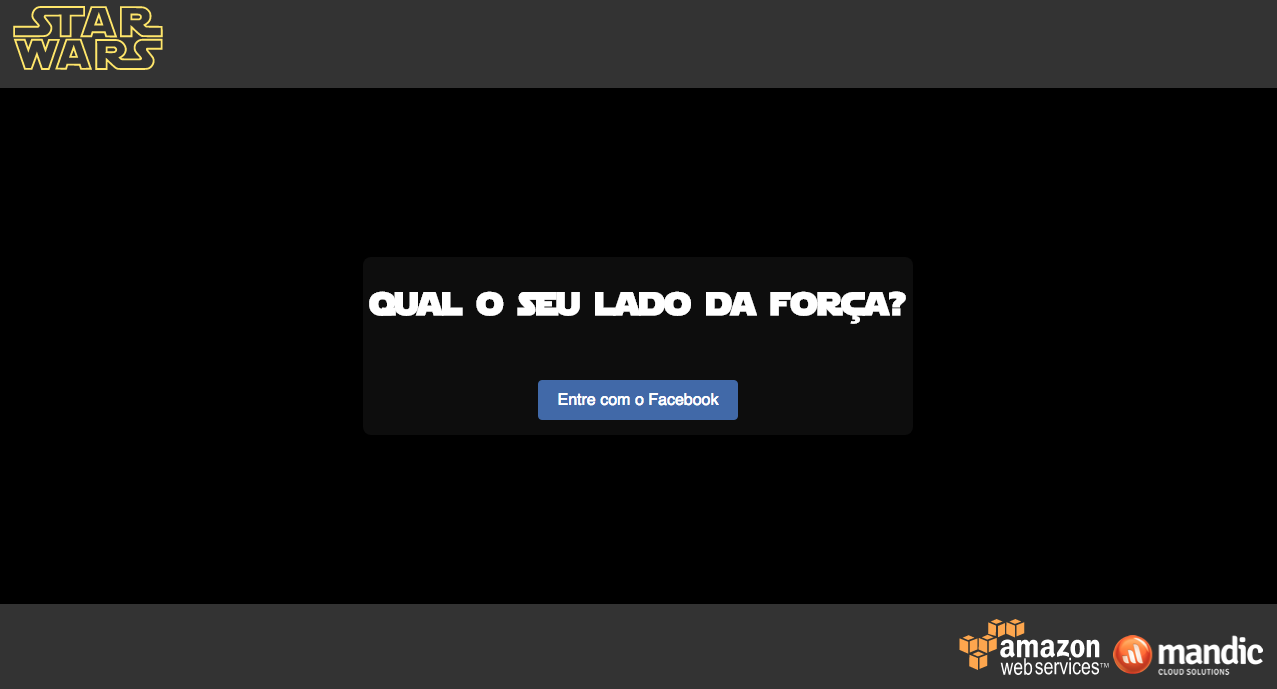 STAR
WARS
QUAL O SEU LADO DA FORÇA?
Entre com o Facebook
amazon
web services™
mandic
CLOUD SOLUTIONS